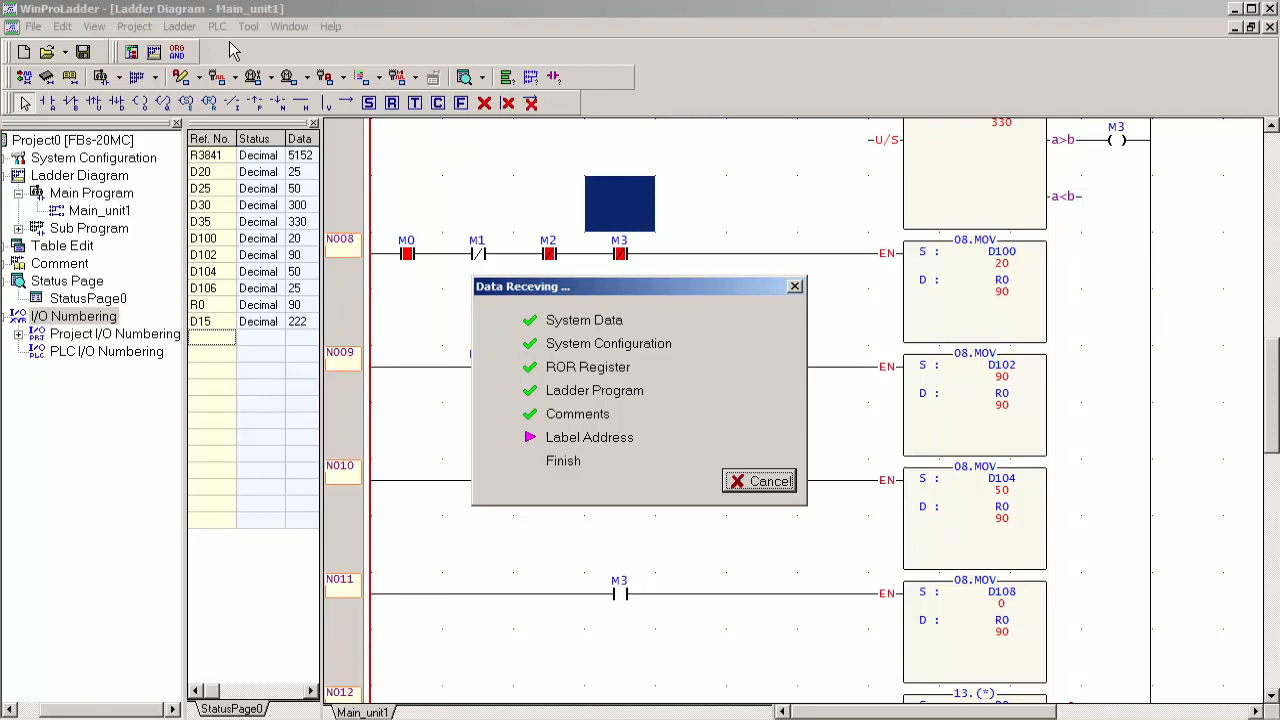 WinProLadder - [Ladder Diagram - Main_unit1]
File Edit View Project Ladder PLC Tool Window Help
ORG
AND
S R T C F
Project0 [FBs-20MC]
System Configuration
Ladder Diagram
Main Program
Main_unit1
Sub Program
Table Edit
Comment
Status Page
StatusPage0
I/O Numbering
Project I/O Numbering
PLC I/O Numbering
Ref. No. Status Data
R3841 Decimal 5152
D20 Decimal 25
D25 Decimal 50
D30 Decimal 300
D35 Decimal 330
D100 Decimal 20
D102 Decimal 90
D104 Decimal 50
D106 Decimal 25
R0 Decimal 90
D15 Decimal 222
StatusPage0
330
U/S
a>b
M3
a<b
N008
M0 M1 M2 M3
EN
08.MOV
S : D100
20
D : R0
90
N009
EN
08.MOV
S : D102
90
D : R0
90
N010
EN
08.MOV
S : D104
50
D : R0
90
N011
M3
EN
08.MOV
S : D108
0
D : R0
90
N012
13.(*)
Main_unit1
Data Receving ...
System Data
System Configuration
ROR Register
Ladder Program
Comments
Label Address
Finish
Cancel